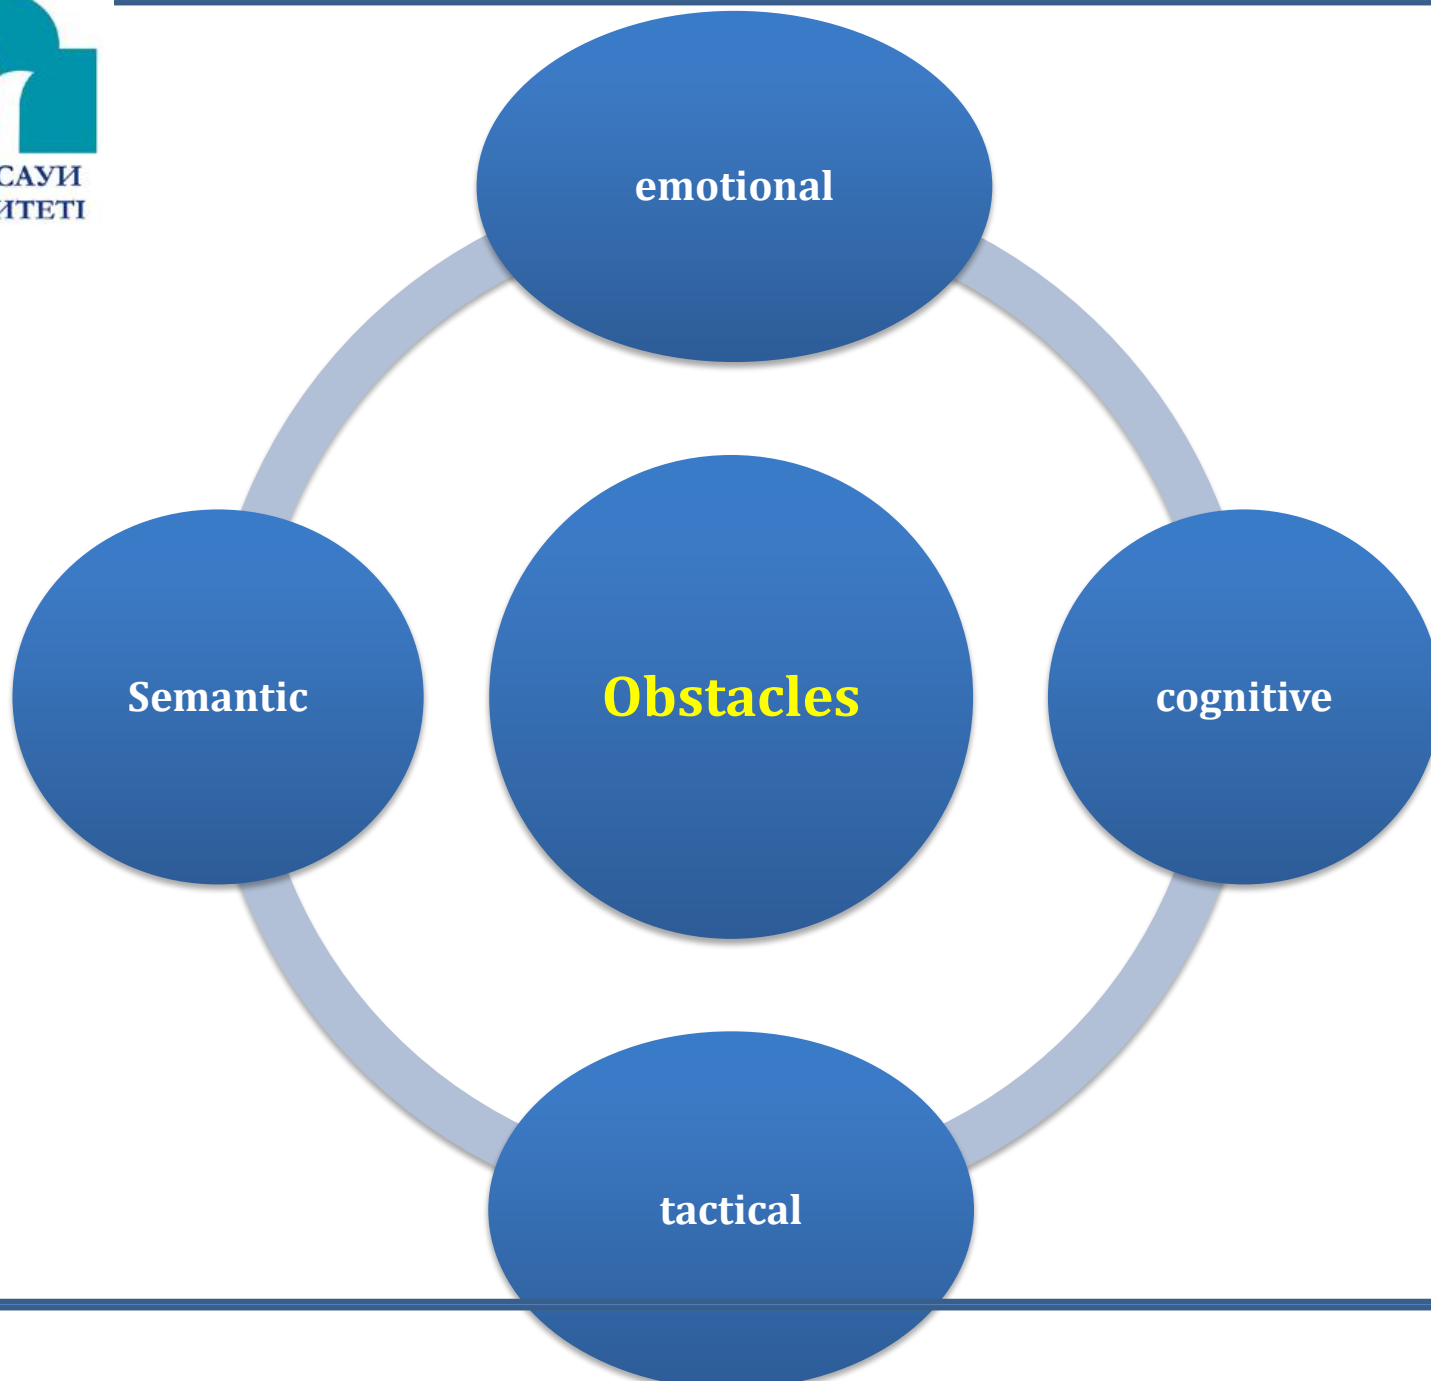 САУИ
ИТЕТІ
emotional
Semantic
Obstacles
cognitive
tactical